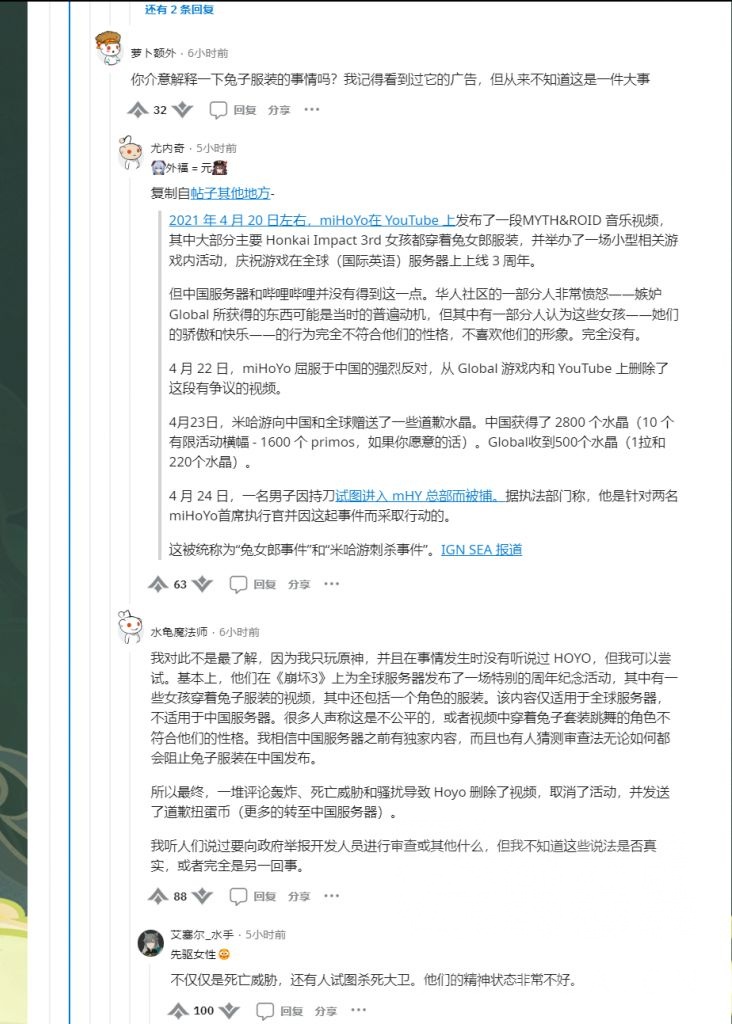 还有 2 条回复
萝卜额外 · 6小时前
你介意解释一下兔子服装的事情吗？我记得看到过它的广告，但从来不知道这是一件大事
32 回复 分享 ···
尤内奇 · 5小时前
外福 = 元
复制自帖子其他地方-
2021 年 4 月 20 日左右，miHoYo在 YouTube 上发布了一段MYTH&ROID 音乐视频，
其中大部分主要 Honkai Impact 3rd 女孩都穿着兔女郎服装，并举办了一场小型相关游
戏内活动，庆祝游戏在全球（国际英语）服务器上上线 3 周年。
但中国服务器和哔哩哔哩并没有得到这一点。华人社区的一部分人非常愤怒——嫉妒
Global 所获得的东西可能是当时的普遍动机，但其中有一部分人认为这些女孩——她们
的骄傲和快乐——的行为完全不符合他们的性格，不喜欢他们的形象。完全没有。
4 月 22 日，miHoYo 屈服于中国的强烈反对，从 Global 游戏内和 YouTube 上删除了
这段有争议的视频。
4月23日，米哈游向中国和全球赠送了一些道歉水晶。中国获得了 2800 个水晶（10 个
有限活动横幅 - 1600 个 primos，如果你愿意的话）。Global收到500个水晶（1拉和
220个水晶）。
4 月 24 日，一名男子因持刀试图进入 mHY 总部而被捕。据执法部门称，他是针对两名
miHoYo首席执行官并因这起事件而采取行动的。
这被统称为“兔女郎事件”和“米哈游刺杀事件”。IGN SEA 报道
63 回复 分享 ···
水龟魔法师 · 6小时前
我对此不是最了解，因为我只玩原神，并且在事情发生时没有听说过 HOYO，但我可以尝
试。基本上，他们在《崩坏3》上为全球服务器发布了一场特别的周年纪念活动，其中有一
些女孩穿着兔子服装的视频，其中还包括一个角色的服装。该内容仅适用于全球服务器，
不适用于中国服务器。很多人声称这是不公平的，或者视频中穿着兔子套装跳舞的角色不
符合他们的性格。我相信中国服务器之前有独家内容，而且也有人猜测审查法无论如何都
会阻止兔子服装在中国发布。
所以最终，一堆评论轰炸、死亡威胁和骚扰导致 Hoyo 删除了视频，取消了活动，并发送
了道歉扭蛋币（更多的转至中国服务器）。
我听人们说过要向政府举报开发人员进行审查或其他什么，但我不知道这些说法是否真
实，或者完全是另一回事。
88 回复 分享 ···
艾塞尔_水手 · 5小时前
先驱女性
不仅仅是死亡威胁，还有人试图杀死大卫。他们的精神状态非常不好。
100 回复 分享 ···